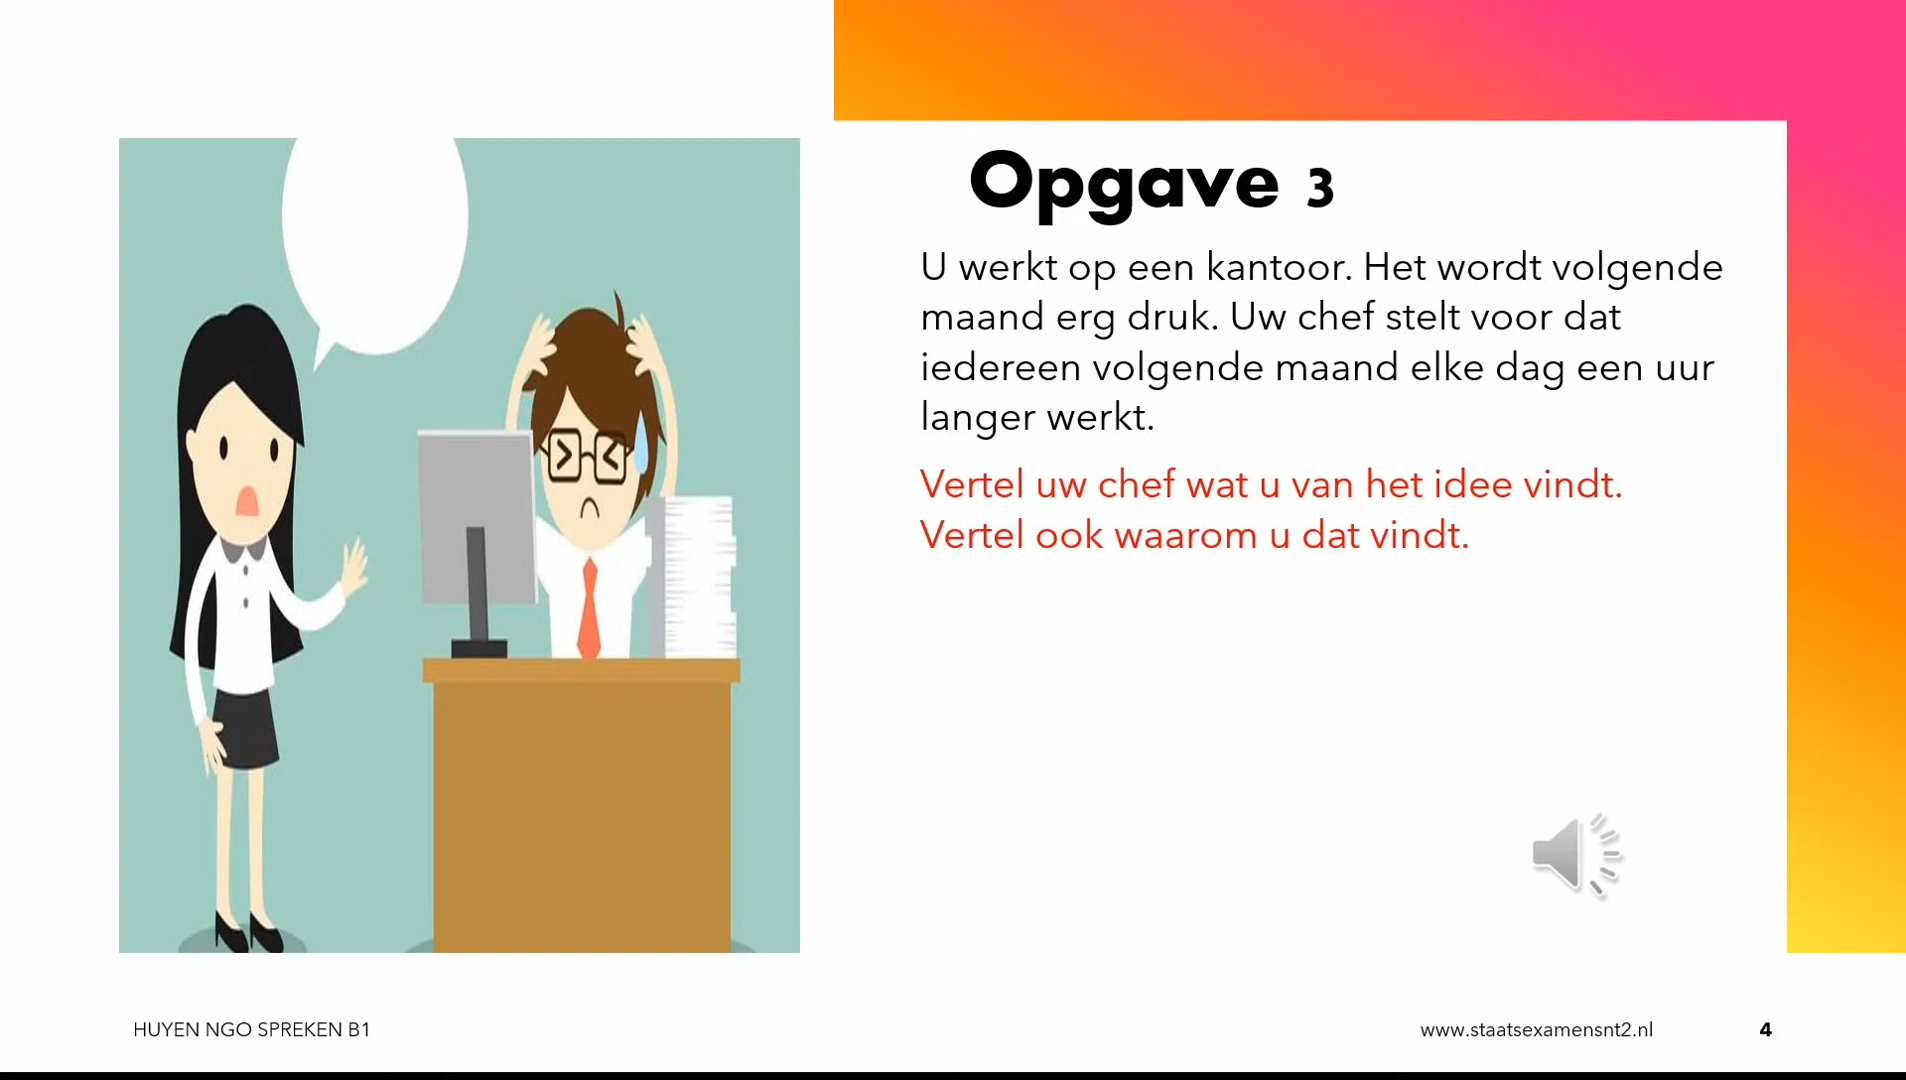 Opgave 3
U werkt op een kantoor. Het wordt volgende
maand erg druk. Uw chef stelt voor dat
iedereen volgende maand elke dag een uur
langer werkt.
Vertel uw chef wat u van het idee vindt.
Vertel ook waarom u dat vindt.
HUYEN NGO SPREKEN B1
www.staatsexamensnt2.nl
4